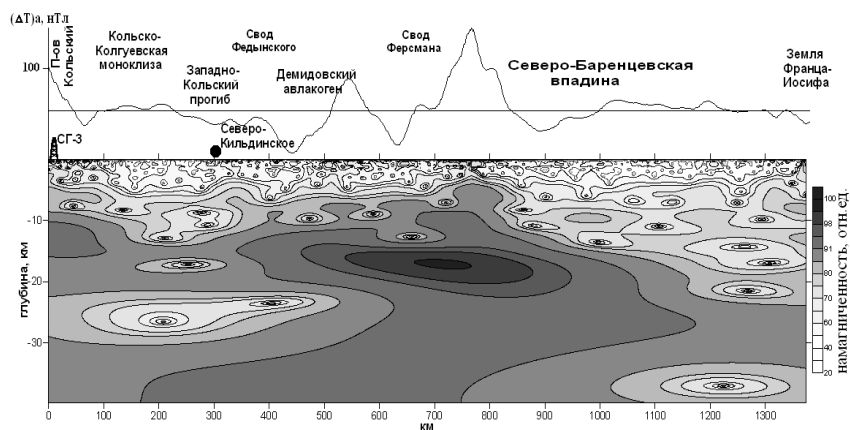 (ΔT)a, нТл
100
П-ов
Кольский
Кольско-
Колгуевская
моноклиза
Западно-
Кольский
прогиб
Свод
Федынского
Демидовский
авлакоген
Свод
Ферсмана
Северо-Баренцевская
впадина
Земля
Франца-
Иосифа
СГ-3
Северо-
Кильдинское
глубина, км
-10
-20
-30
0 100 200 300 400 500 600 700 800 900 1000 1100 1200 1300
км
100
98
94
91
88
80
70
60
40
20
намагниченность, отн.ед.